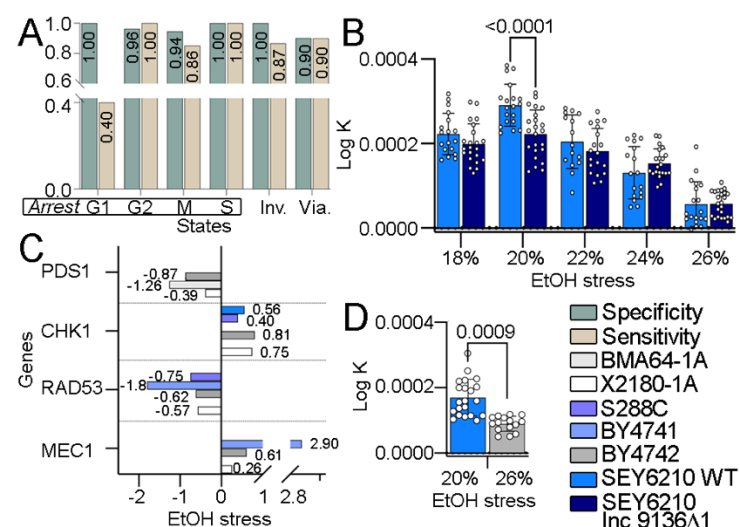 A
1.0
0.8
0.6
0.4
0.0
1.00
0.40
0.96
1.00
0.94
0.86
1.00
1.00
1.00
0.87
0.90
0.90
Arrest G1 G2 M S Inv. Via.
States
B
<0.0001
0.0004
0.0002
0.0000
Log K
18% 20% 22% 24% 26%
EtOH stress
C
Genes
PDS1
-0.87
-1.26
-0.39
CHK1
0.56
0.40
0.81
0.75
RAD53
-0.75
-1.8
-0.62
-0.57
MEC1
2.90
0.61
0.26
-2 -1 0 1 2.8
EtOH stress
D
0.0009
0.0004
0.0002
0.0000
Log K
20% 26%
EtOH stress
Specificity
Sensitivity
BMA64-1A
X2180-1A
S288C
BY4741
BY4742
SEY6210 WT
SEY6210
lnc 9136Δ1